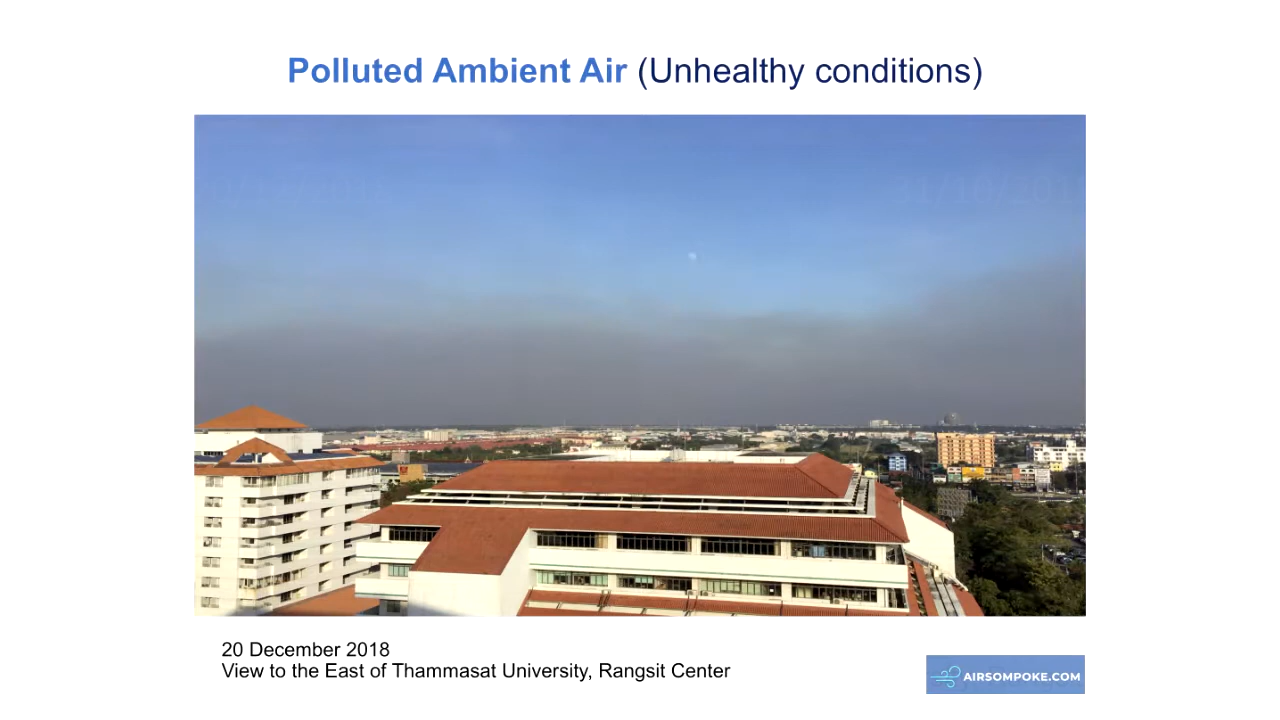 Polluted Ambient Air (Unhealthy conditions)
20 December 2018
View to the East of Thammasat University, Rangsit Center
AIRSOMPOKE.COM